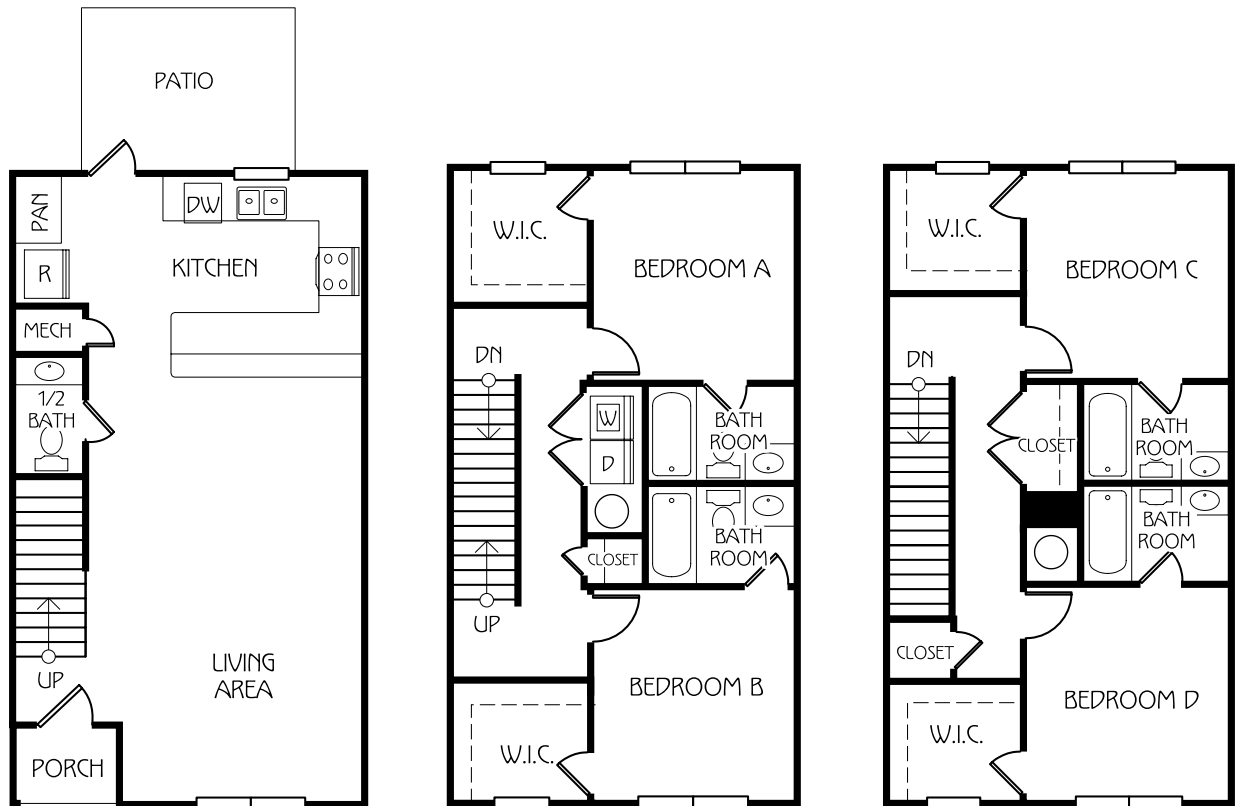 PATIO
PAN
DW
R
KITCHEN
MECH
1/2
BATH
UP
LIVING
AREA
PORCH
W.I.C.
BEDROOM A
DN
W
D
BATH
ROOM
BATH
ROOM
CLOSET
UP
BEDROOM B
W.I.C.
W.I.C.
BEDROOM C
DN
CLOSET
BATH
ROOM
BATH
ROOM
CLOSET
BEDROOM D
W.I.C.